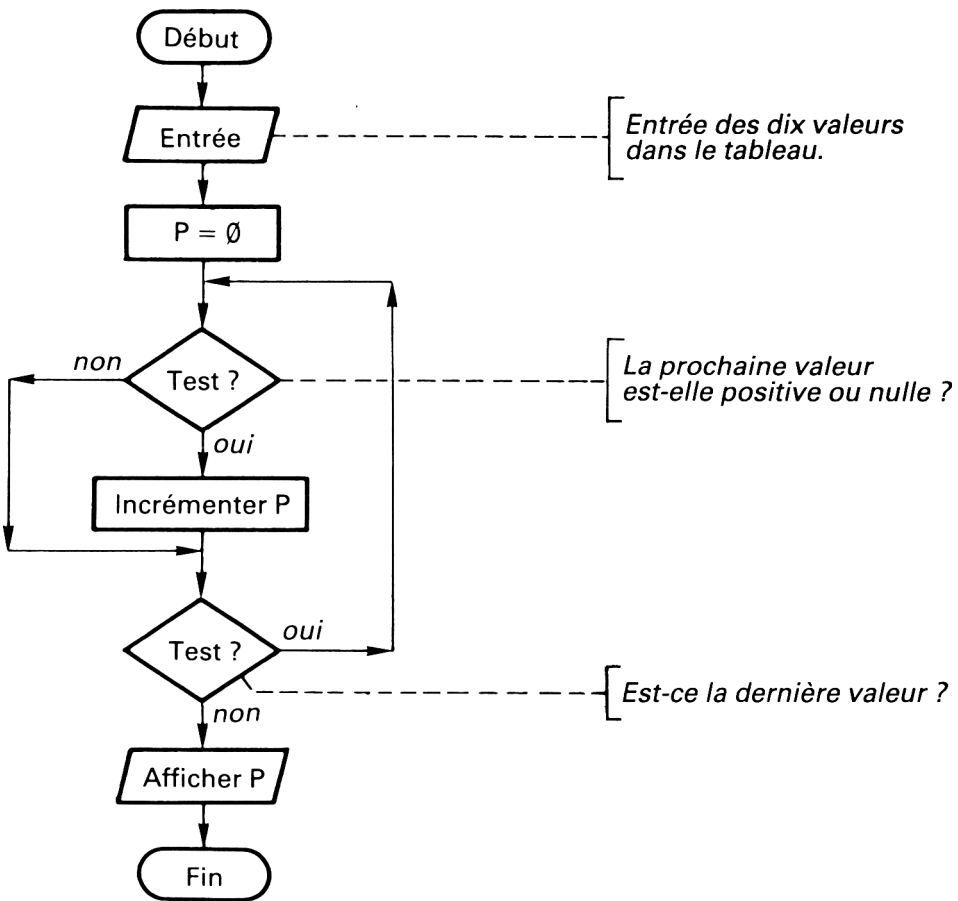 Début
Entrée
Entrée des dix valeurs
dans le tableau.
P = Ø
non
Test ?
La prochaine valeur
est-elle positive ou nulle ?
oui
Incrémenter P
Test ?
oui
Est-ce la dernière valeur ?
non
Afficher P
Fin